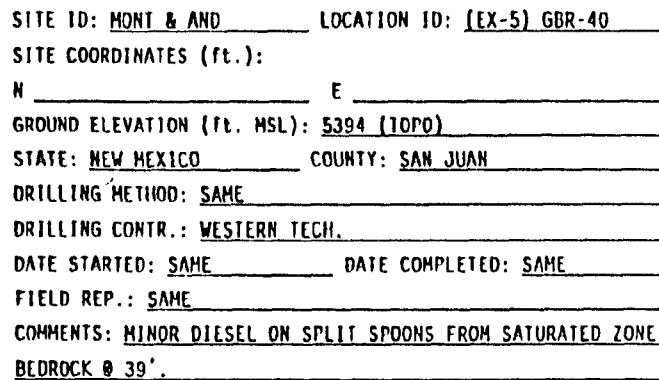 SITE ID: MONT & AND LOCATION ID: (EX-5) GBR-40
SITE COORDINATES (ft.):
N E
GROUND ELEVATION (ft. MSL): 5394 (TOPO)
STATE: NEW MEXICO COUNTY: SAN JUAN
DRILLING METHOD: SAME
DRILLING CONTR.: WESTERN TECH.
DATE STARTED: SAME DATE COMPLETED: SAME
FIELD REP.: SAME
COMMENTS: MINOR DIESEL ON SPLIT SPOONS FROM SATURATED ZONE
BEDROCK @ 39'.